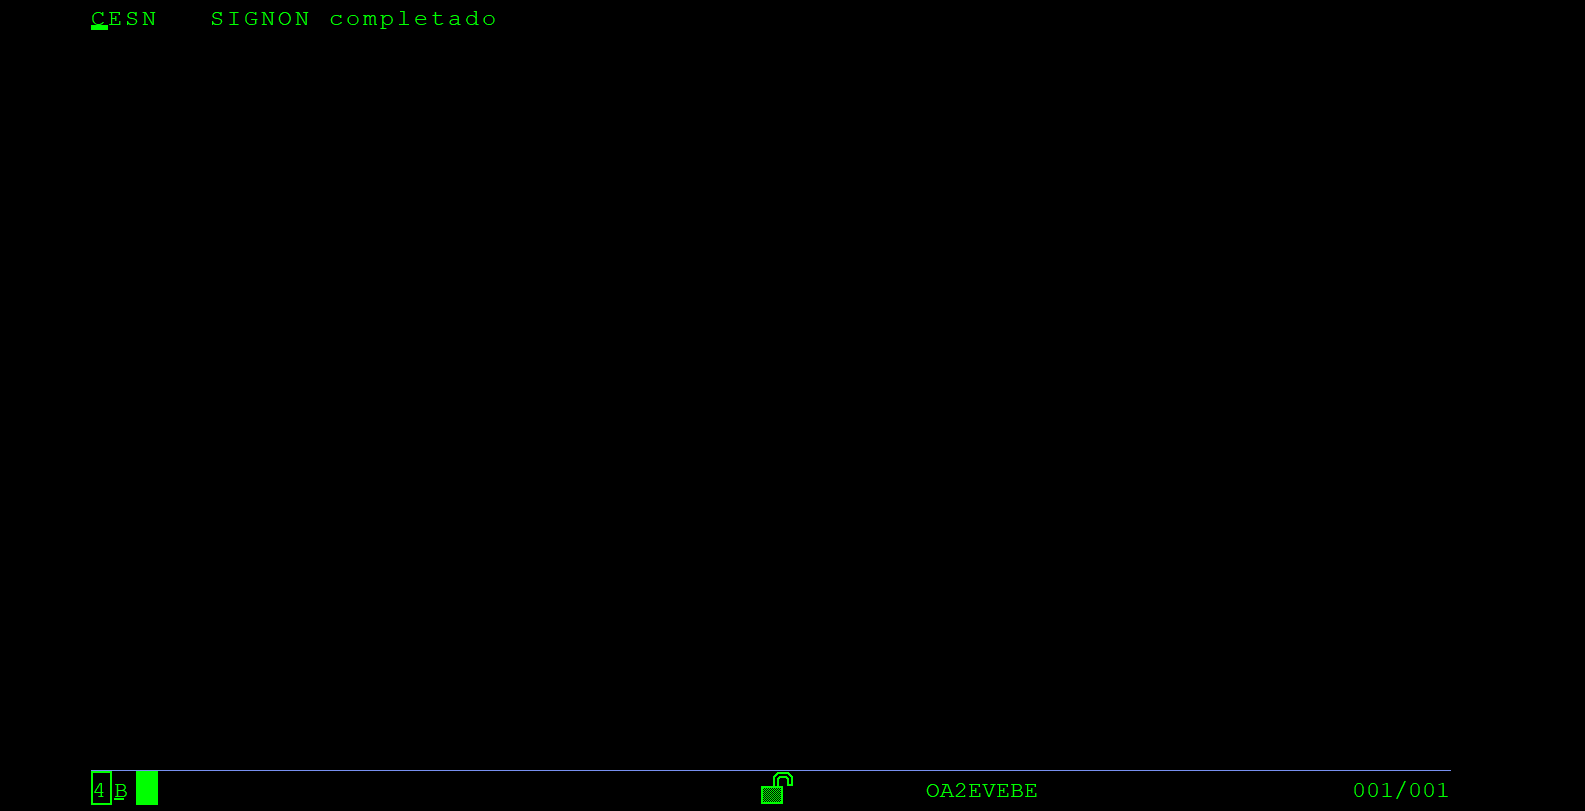 CESN   SIGNON completado
4 B OA2EVEBE 001/001